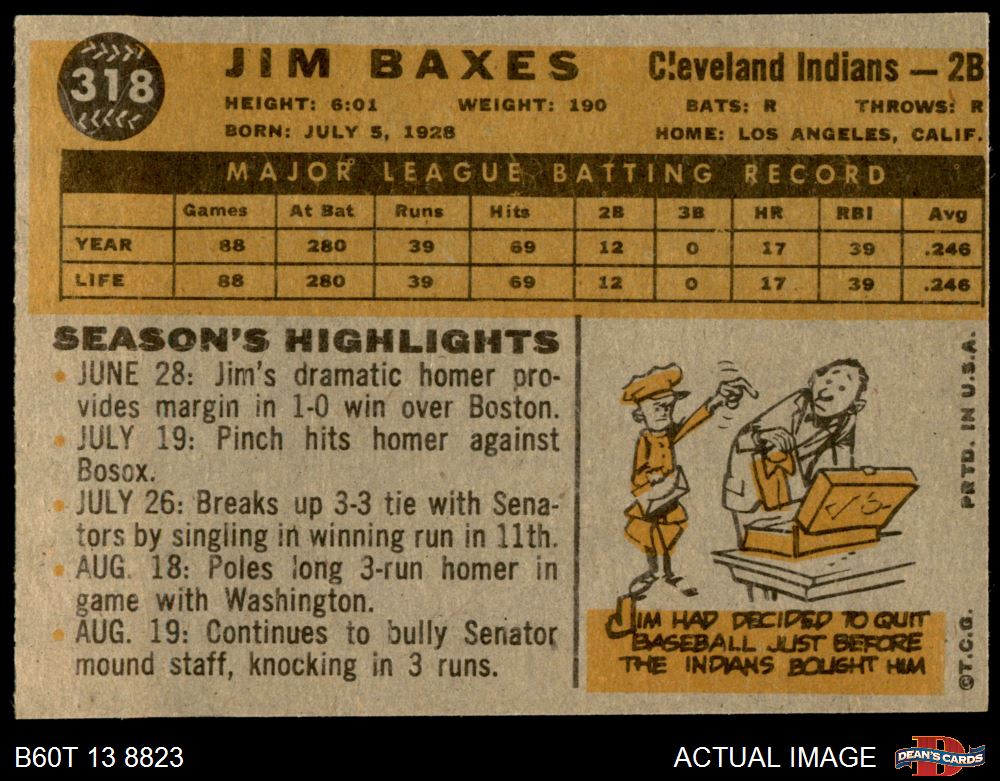 318
JIM BAXES
Cleveland Indians — 2B
HEIGHT: 6:01 WEIGHT: 190 BATS: R THROWS: R
BORN: JULY 5, 1928 HOME: LOS ANGELES, CALIF.
MAJOR LEAGUE BATTING RECORD
Games At Bat Runs Hits 2B 3B HR RBI Avg
YEAR 88 280 39 69 12 0 17 39 .246
LIFE 88 280 39 69 12 0 17 39 .246
SEASON'S HIGHLIGHTS
• JUNE 28: Jim's dramatic homer pro-
vides margin in 1-0 win over Boston.
• JULY 19: Pinch hits homer against
Bosox.
• JULY 26: Breaks up 3-3 tie with Sena-
tors by singling in winning run in 11th.
• AUG. 18: Poles long 3-run homer in
game with Washington.
• AUG. 19: Continues to bully Senator
mound staff, knocking in 3 runs.
JIM HAD DECIDED TO QUIT
BASEBALL JUST BEFORE
THE INDIANS BOUGHT HIM
©T.C.G. PRTD. IN U.S.A.
B60T 13 8823
ACTUAL IMAGE
DEAN'S CARDS